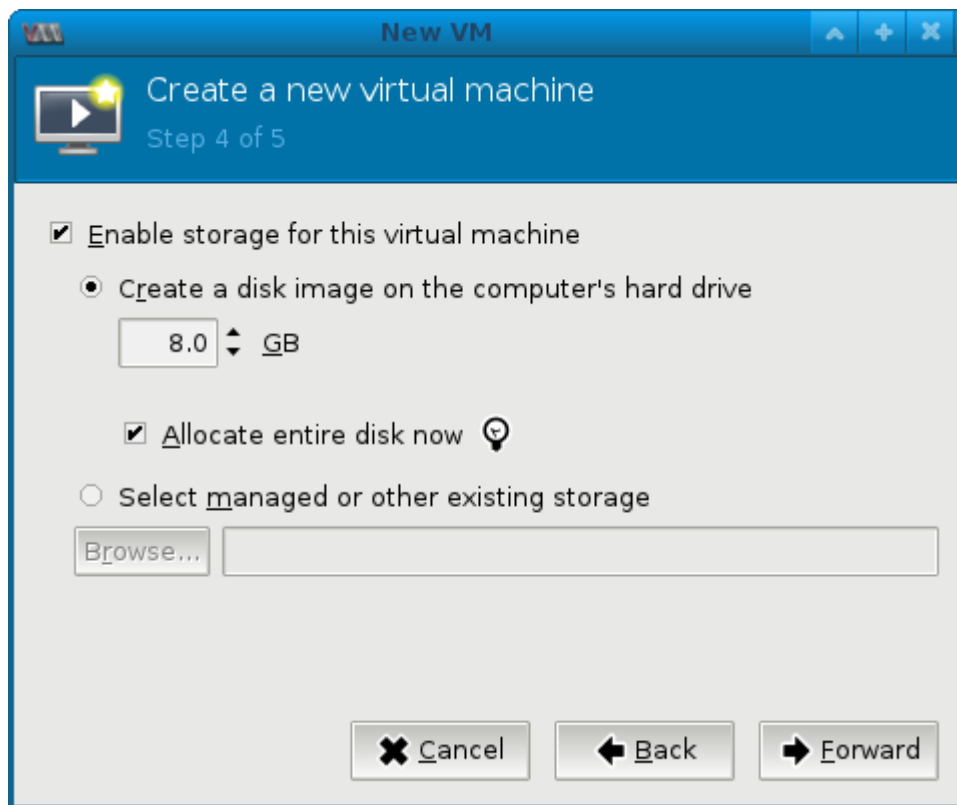 New VM
Create a new virtual machine
Step 4 of 5
Enable storage for this virtual machine
Create a disk image on the computer's hard drive
8.0 GB
Allocate entire disk now
Select managed or other existing storage
Browse...
Cancel Back Forward